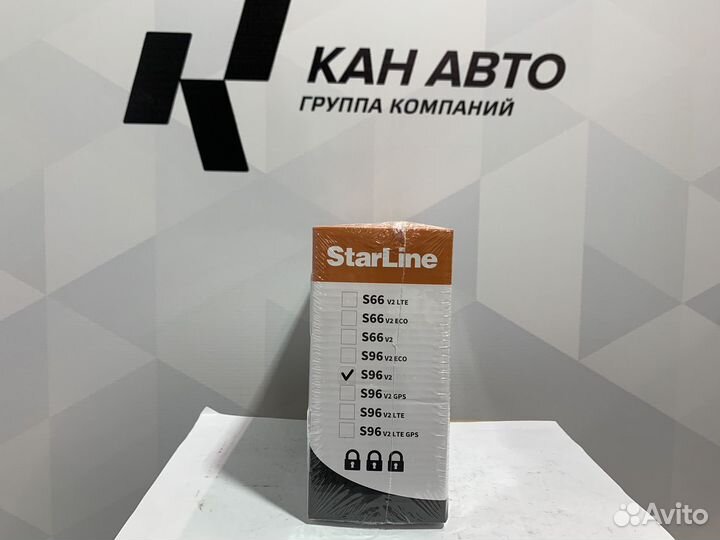 КАН АВТО
ГРУППА КОМПАНИЙ
StarLine
S66 V2 LTE
S66 V2 ECO
S66 V2
S96 V2 ECO
S96 V2
S96 V2 GPS
S96 V2 LTE
S96 V2 LTE GPS
Avito